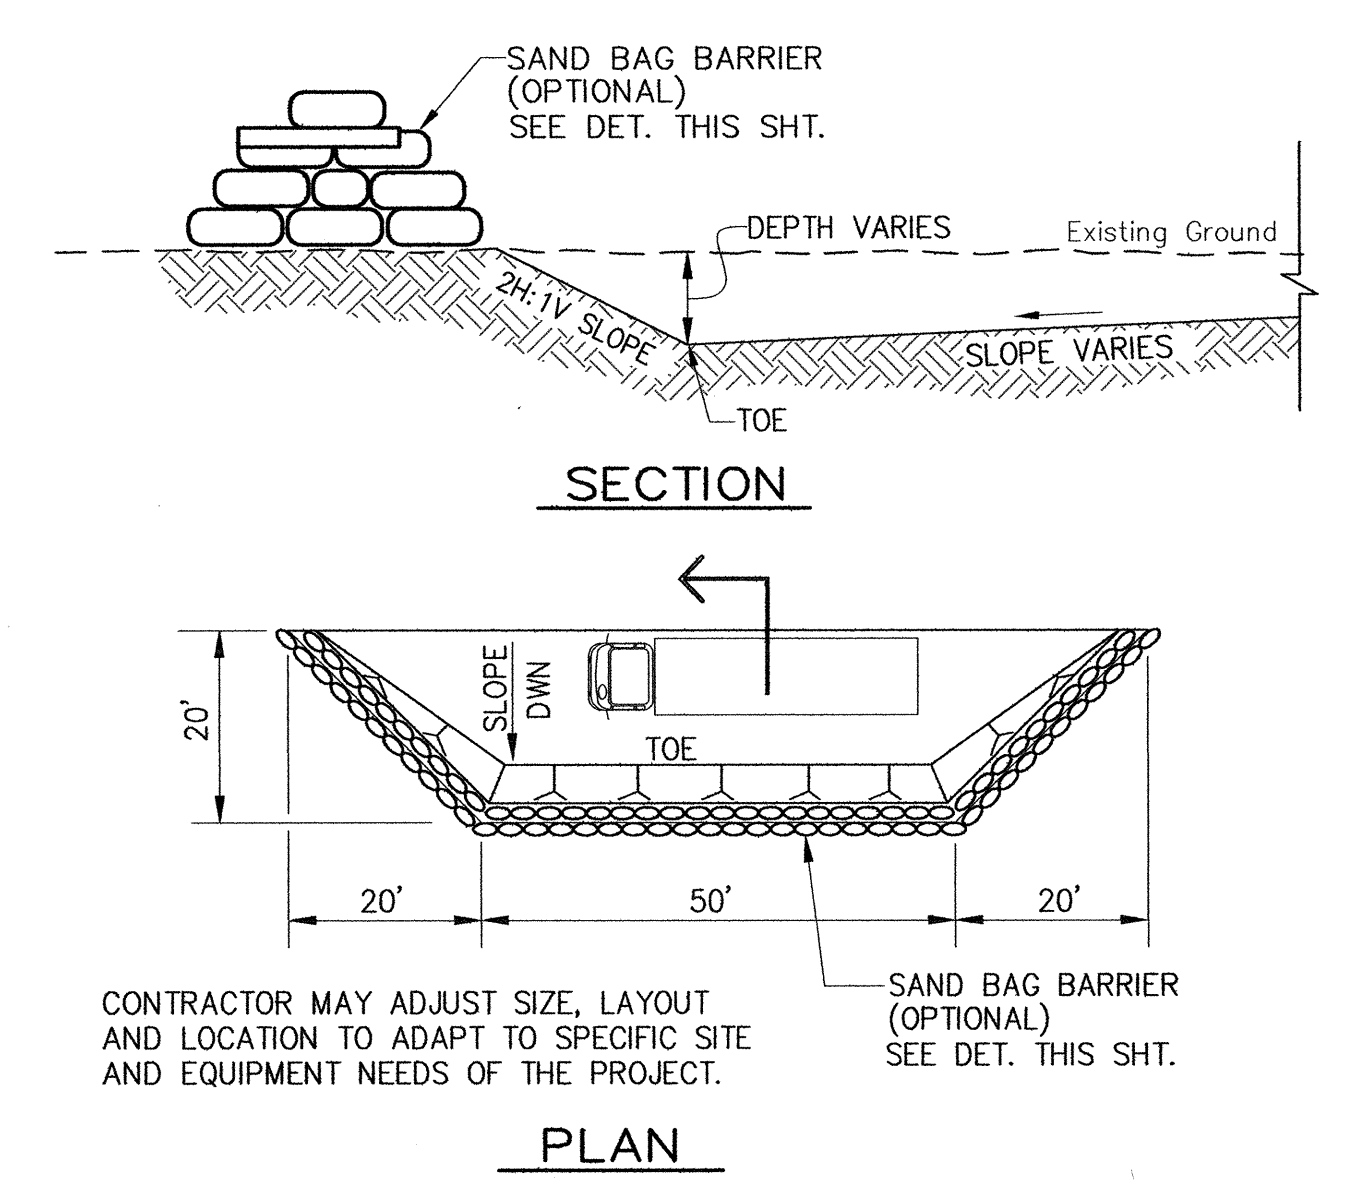 SAND BAG BARRIER
(OPTIONAL)
SEE DET. THIS SHT.
DEPTH VARIES
Existing Ground
2H:1V SLOPE
SLOPE VARIES
TOE
SECTION
20'
SLOPE
DWN
TOE
20'
50'
20'
SAND BAG BARRIER
(OPTIONAL)
SEE DET. THIS SHT.
CONTRACTOR MAY ADJUST SIZE, LAYOUT
AND LOCATION TO ADAPT TO SPECIFIC SITE
AND EQUIPMENT NEEDS OF THE PROJECT.
PLAN